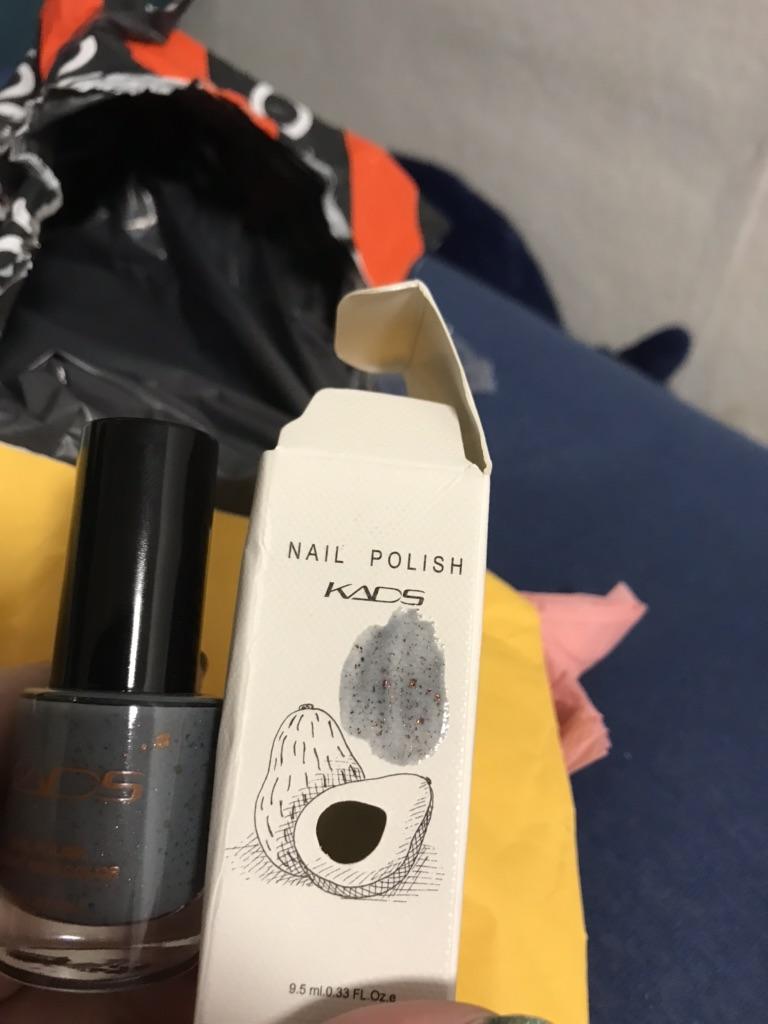 NAIL POLISH
KADS
9.5 ml.0.33 FL.Oz.e
KADS